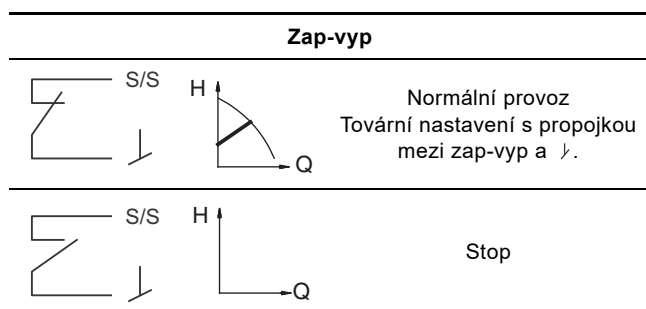 Zap-vyp
S/S
H
Q
Normální provoz
Tovární nastavení s propojkou
mezi zap-vyp a .
S/S
H
Q
Stop